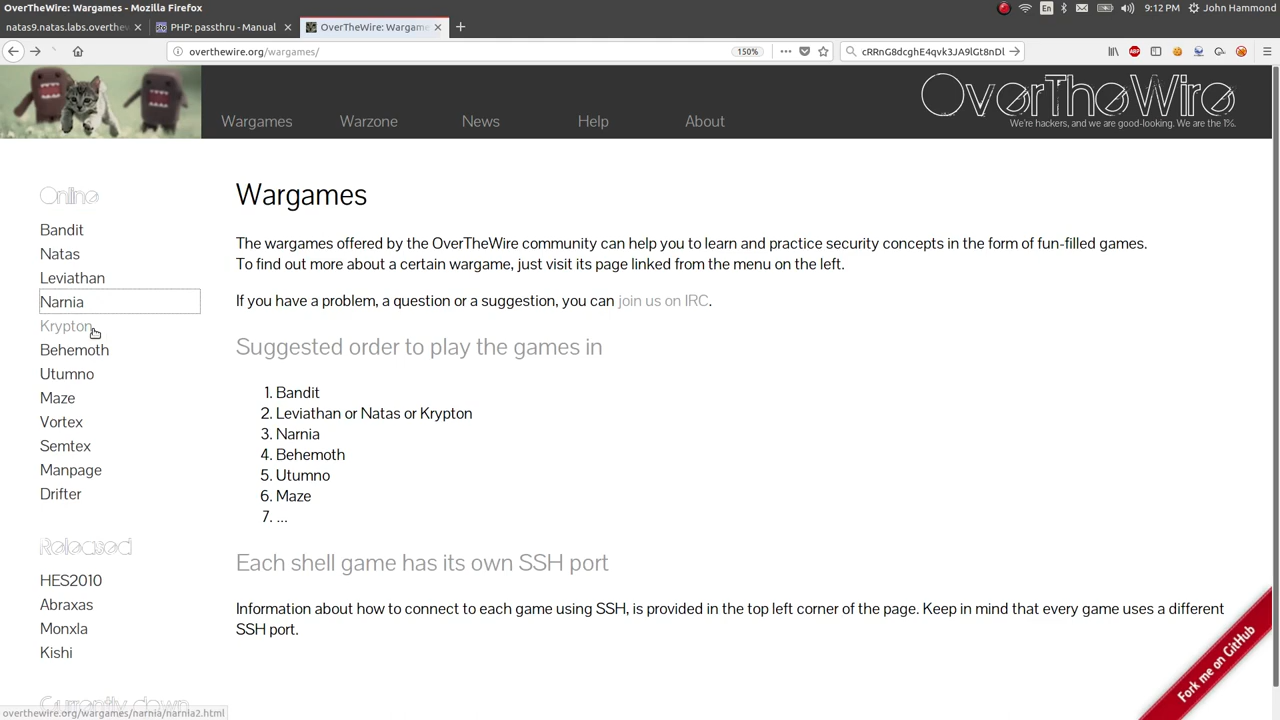 OverTheWire: Wargames - Mozilla Firefox
En
9:12 PM
John Hammond
natas9.natas.labs.overthew
PHP: passthru - Manual
OverTheWire: Wargame
overthewire.org/wargames/
150%
cRRnG8dcghE4qvk3JA9lGt8nDl
ABP
Wargames
Warzone
News
Help
About
OverTheWire
We're hackers, and we are good-looking. We are the 1%.
Online
Bandit
Natas
Leviathan
Narnia
Krypton
Behemoth
Utumno
Maze
Vortex
Semtex
Manpage
Drifter
Released
HES2010
Abraxas
Monxla
Kishi
Currently down
Wargames
The wargames offered by the OverTheWire community can help you to learn and practice security concepts in the form of fun-filled games.
To find out more about a certain wargame, just visit its page linked from the menu on the left.
If you have a problem, a question or a suggestion, you can join us on IRC.
Suggested order to play the games in
1. Bandit
2. Leviathan or Natas or Krypton
3. Narnia
4. Behemoth
5. Utumno
6. Maze
7. ...
Each shell game has its own SSH port
Information about how to connect to each game using SSH, is provided in the top left corner of the page. Keep in mind that every game uses a different
SSH port.
Fork me on GitHub
overthewire.org/wargames/narnia/narnia2.html